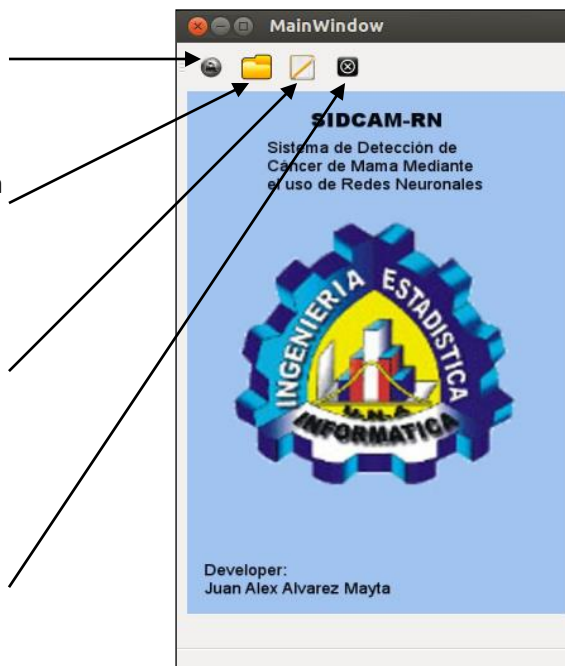 MainWindow
SIDCAM-RN
Sistema de Detección de
Cáncer de Mama Mediante
el uso de Redes Neuronales
INGENIERIA ESTADISTICA
U.N.A
INFORMATICA
Developer:
Juan Alex Alvarez Mayta